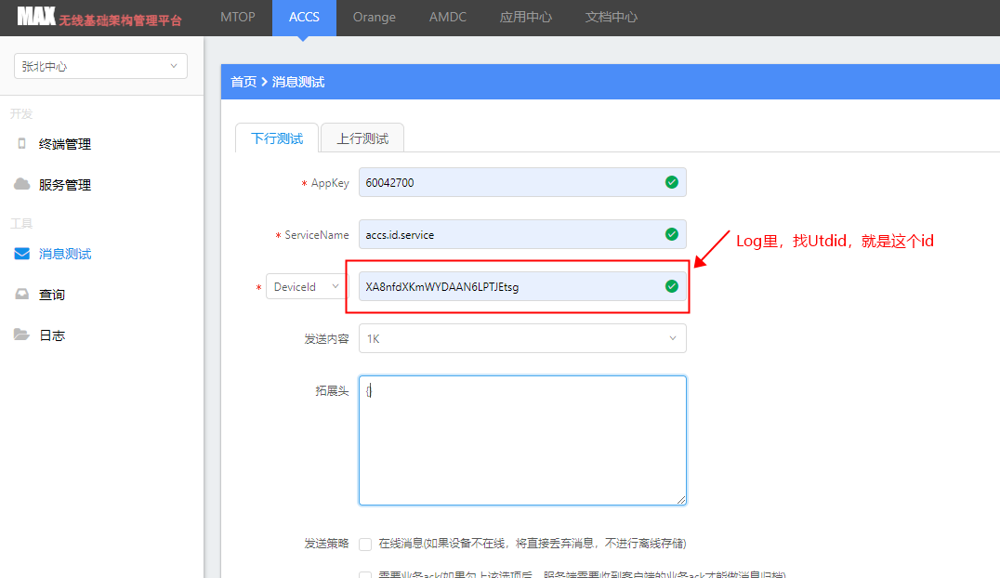 MAX 无线基础架构管理平台 MTOP ACCS Orange AMDC 应用中心 文档中心
张北中心
开发
终端管理
服务管理
工具
消息测试
查询
日志
首页 > 消息测试
下行测试 上行测试
* AppKey 60042700
* ServiceName accs.id.service
* DeviceId XA8nfdXKmWYDAAN6LPTJEtsg
Log里，找Utdid，就是这个id
发送内容 1K
拓展头 {}
发送策略 在线消息(如果设备不在线，将直接丢弃消息，不进行离线存储)
需要业务ack(如果勾上该选项后，服务端需要收到客户端的业务ack才能做消息归档)